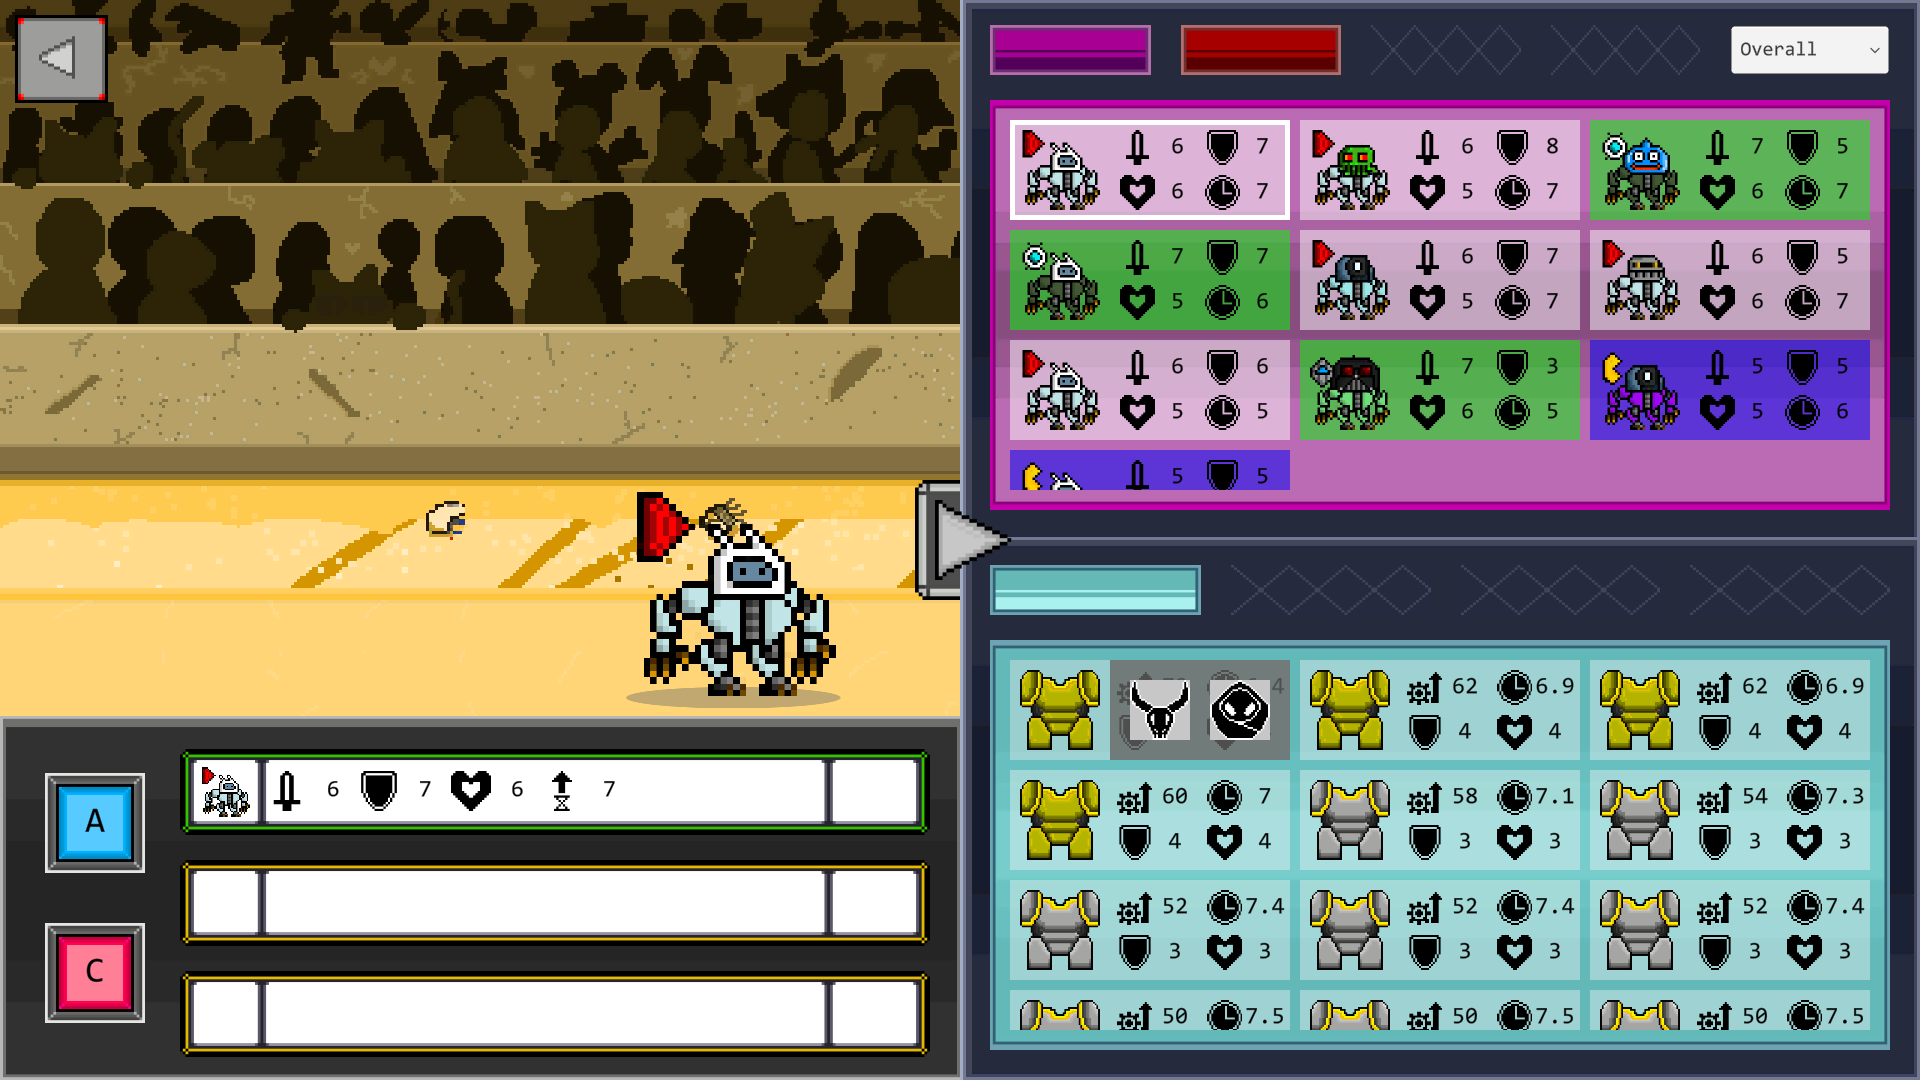 Overall
6 7 6 8 7 5
6 7 5 7 6 7
7 7 6 7 6 5
5 6 5 7 6 7
6 6 7 3 5 5
5 5 6 5 5 6
5 5
A
6 7 6 7
C
62 6.9 62 6.9
4 4 4 4
60 7 58 7.1 54 7.3
4 4 3 3 3 3
52 7.4 52 7.4 52 7.4
3 3 3 3 3 3
50 7.5 50 7.5 50 7.5